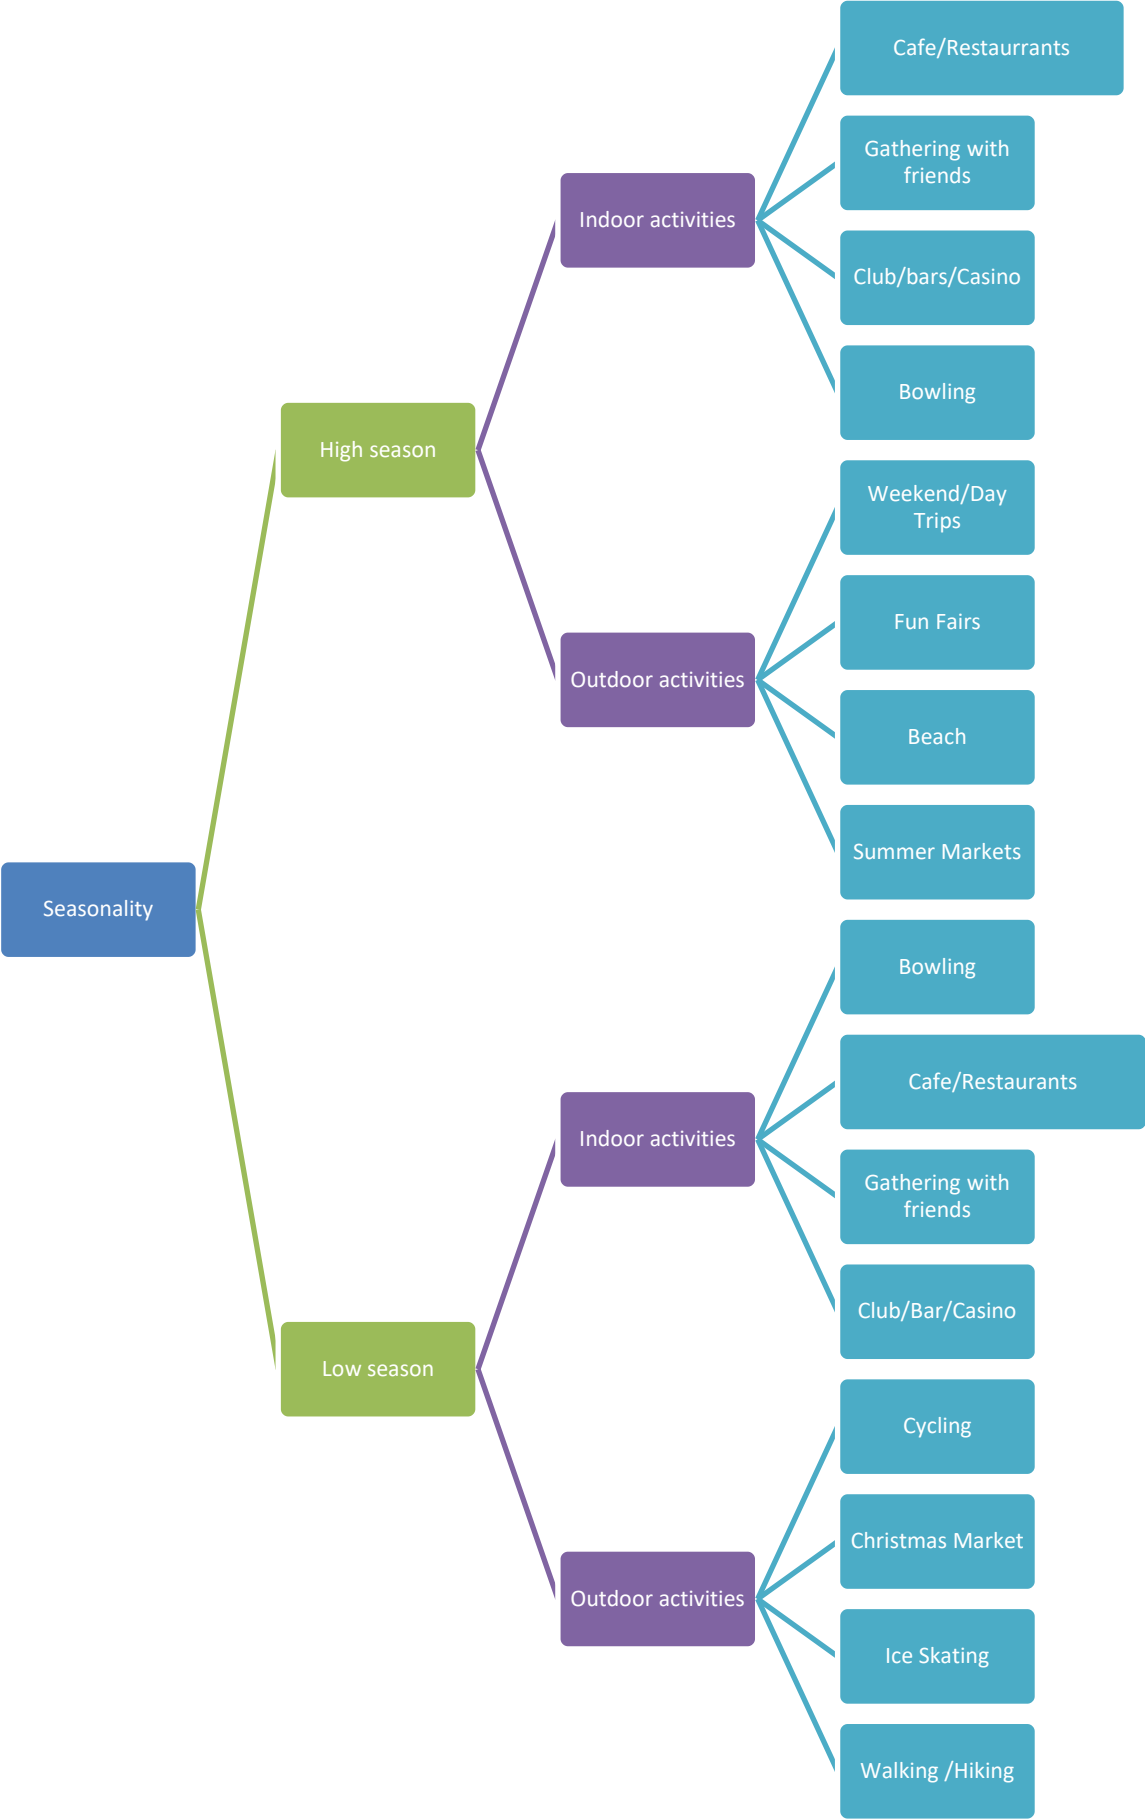 Seasonality
High season
Indoor activities
Cafe/Restaurrants
Gathering with
friends
Club/bars/Casino
Bowling
Outdoor activities
Weekend/Day
Trips
Fun Fairs
Beach
Summer Markets
Low season
Indoor activities
Bowling
Cafe/Restaurants
Gathering with
friends
Club/Bar/Casino
Outdoor activities
Cycling
Christmas Market
Ice Skating
Walking /Hiking